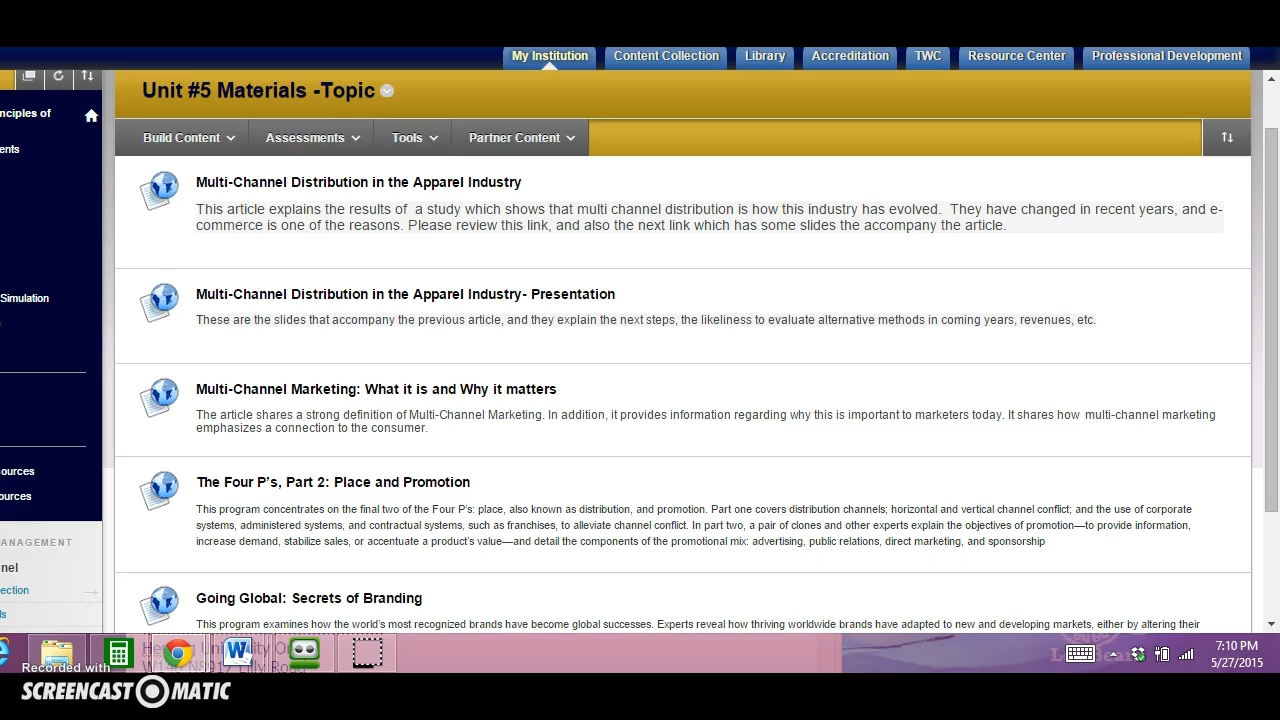 My Institution Content Collection Library Accreditation TWC Resource Center Professional Development
Unit #5 Materials -Topic
nciples of
ents
Simulation
ources
ources
ANAGEMENT
nel
ection
ls
Build Content Assessments Tools Partner Content
Multi-Channel Distribution in the Apparel Industry
This article explains the results of a study which shows that multi channel distribution is how this industry has evolved. They have changed in recent years, and e-
commerce is one of the reasons. Please review this link, and also the next link which has some slides the accompany the article.
Multi-Channel Distribution in the Apparel Industry- Presentation
These are the slides that accompany the previous article, and they explain the next steps, the likeliness to evaluate alternative methods in coming years, revenues, etc.
Multi-Channel Marketing: What it is and Why it matters
The article shares a strong definition of Multi-Channel Marketing. In addition, it provides information regarding why this is important to marketers today. It shares how multi-channel marketing
emphasizes a connection to the consumer.
The Four P's, Part 2: Place and Promotion
This program concentrates on the final two of the Four P's: place, also known as distribution, and promotion. Part one covers distribution channels; horizontal and vertical channel conflict; and the use of corporate
systems, administered systems, and contractual systems, such as franchises, to alleviate channel conflict. In part two, a pair of clones and other experts explain the objectives of promotion—to provide information,
increase demand, stabilize sales, or accentuate a product's value—and detail the components of the promotional mix: advertising, public relations, direct marketing, and sponsorship
Going Global: Secrets of Branding
This program examines how the world's most recognized brands have become global successes. Experts reveal how thriving worldwide brands have adapted to new and developing markets, either by altering their
7:10 PM
5/27/2015
Recorded with
SCREENCAST MATIC